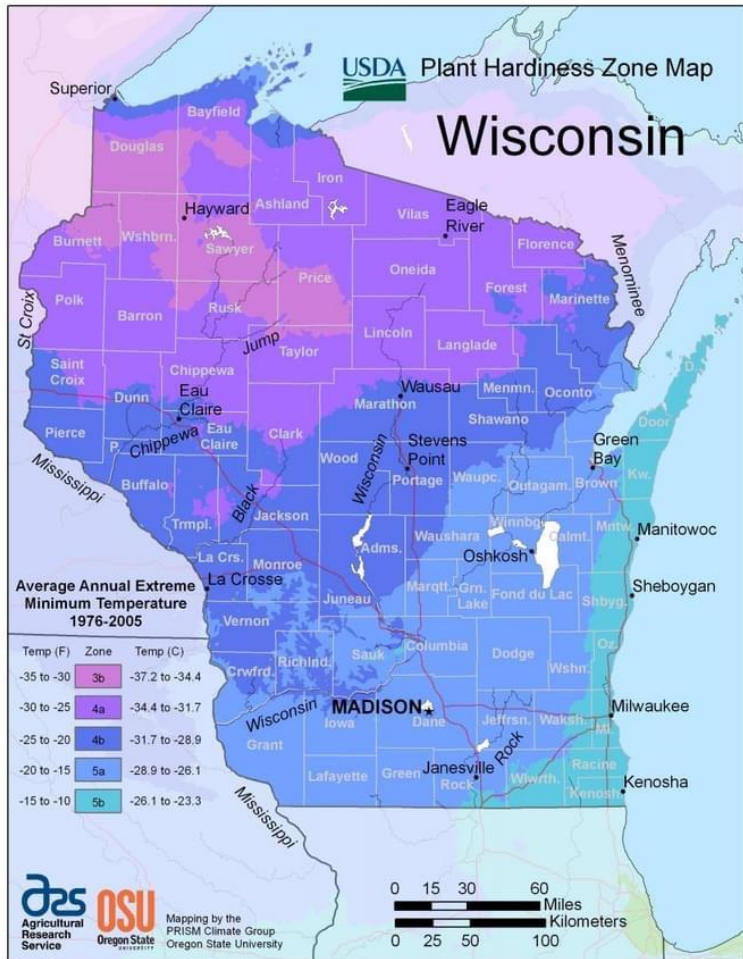 USDA Plant Hardiness Zone Map
Wisconsin
Superior
Bayfield
Douglas
Iron
Ashland
Hayward
Vilas
Eagle
River
Burnett
Wshbrn.
Sawyer
Florence
Menominee
Price
Oneida
Forest
Marinette
Polk
St Croix
Barron
Rusk
Jump
Lincoln
Langlade
Taylor
Saint
Croix
Chippewa
Dunn
Eau
Claire
Wausau
Marathon
Menmn.
Oconto
Door
Pierce
P.
Chippewa
Eau
Claire
Clark
Shawano
Mississippi
Buffalo
Wood
Wisconsin
Stevens
Point
Portage
Waupc.
Outagam.
Green
Bay
Brown
Kw.
Trmpl.
Black
Jackson
Adms.
Waushara
Winnbg.
Calmt.
Mntw.
Manitowoc
La Crs.
Monroe
Oshkosh
La Crosse
Juneau
Marqtt.
Grn.
Lake
Fond du Lac
Shbyg.
Sheboygan
Vernon
Average Annual Extreme
Minimum Temperature
1976-2005
Temp (F) Zone Temp (C)
-35 to -30 3b -37.2 to -34.4
-30 to -25 4a -34.4 to -31.7
-25 to -20 4b -31.7 to -28.9
-20 to -15 5a -28.9 to -26.1
-15 to -10 5b -26.1 to -23.3
Crwfrd.
Richlnd.
Sauk
Columbia
Dodge
Wshn.
Oz.
Wisconsin
MADISON
Iowa
Dane
Jeffrsn.
Waksh.
Milwaukee
Ml.
Grant
Lafayette
Green
Janesville
Rock
Rock
Wlwrth.
Racine
Kenosh.
Kenosha
Mississippi
ars
Agricultural
Research
Service
OSU
Oregon State
UNIVERSITY
Mapping by the
PRISM Climate Group
Oregon State University
0 15 30 60
Miles
Kilometers
0 25 50 100